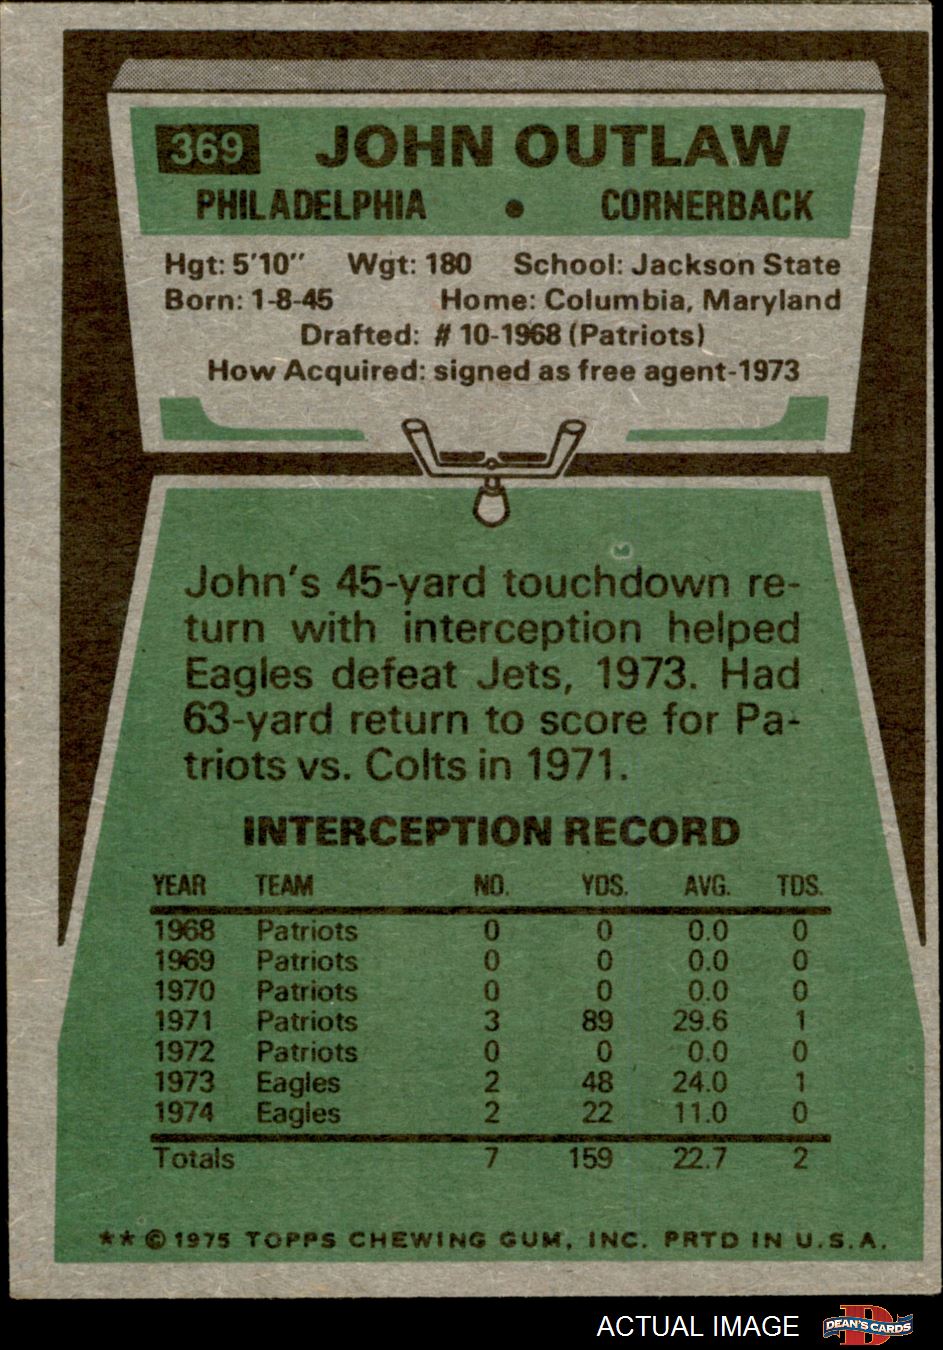 369 JOHN OUTLAW
PHILADELPHIA • CORNERBACK
Hgt: 5'10" Wgt: 180 School: Jackson State
Born: 1-8-45 Home: Columbia, Maryland
Drafted: # 10-1968 (Patriots)
How Acquired: signed as free agent-1973
John's 45-yard touchdown re-
turn with interception helped
Eagles defeat Jets, 1973. Had
63-yard return to score for Pa-
triots vs. Colts in 1971.
INTERCEPTION RECORD
YEAR TEAM NO. YDS. AVG. TDS.
1968 Patriots 0 0 0.0 0
1969 Patriots 0 0 0.0 0
1970 Patriots 0 0 0.0 0
1971 Patriots 3 89 29.6 1
1972 Patriots 0 0 0.0 0
1973 Eagles 2 48 24.0 1
1974 Eagles 2 22 11.0 0
Totals 7 159 22.7 2
** © 1975 TOPPS CHEWING GUM, INC. PRTD IN U.S.A.
ACTUAL IMAGE D DEAN'S CARDS